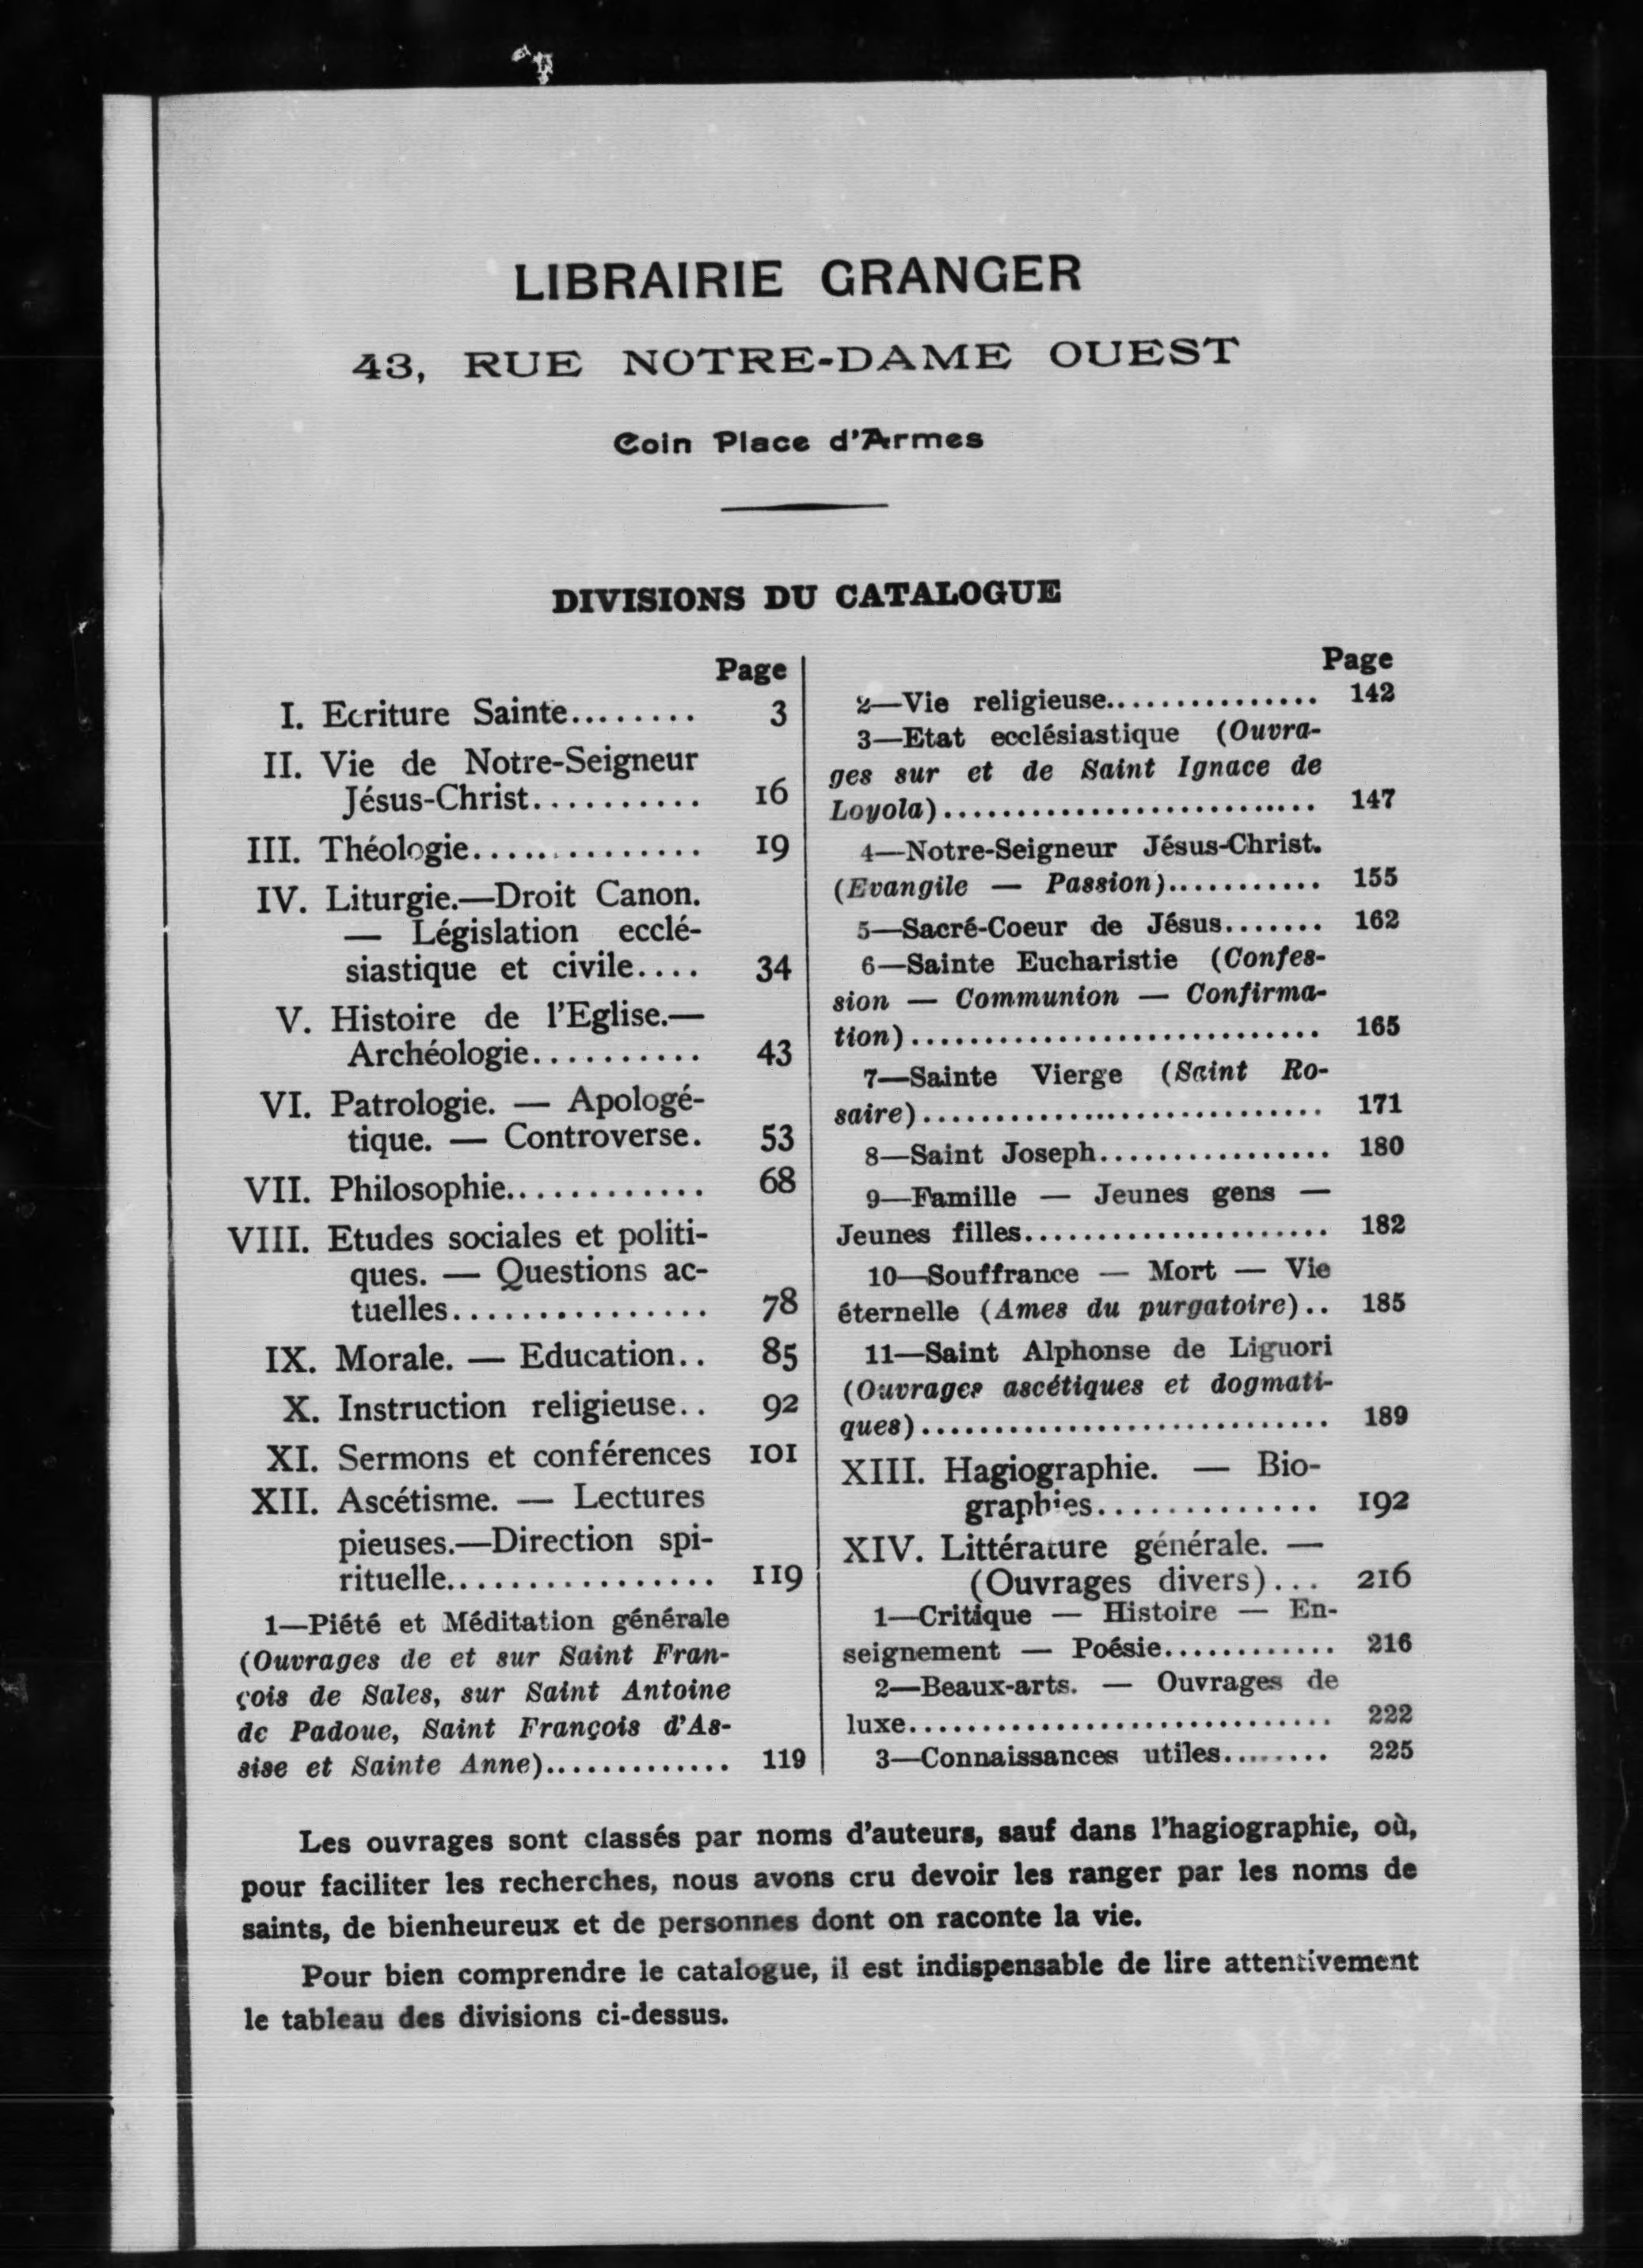 LIBRAIRIE GRANGER
43, RUE NOTRE-DAME OUEST
Coin Place d'Armes
DIVISIONS DU CATALOGUE
Page
I. Ecriture Sainte........ 3
II. Vie de Notre-Seigneur
Jésus-Christ.......... 16
III. Théologie.............. 19
IV. Liturgie.—Droit Canon.
— Législation ecclé-
siastique et civile.... 34
V. Histoire de l'Eglise.—
Archéologie.......... 43
VI. Patrologie. — Apologé-
tique. — Controverse. 53
VII. Philosophie............ 68
VIII. Etudes sociales et politi-
ques. — Questions ac-
tuelles............... 78
IX. Morale. — Education.. 85
X. Instruction religieuse.. 92
XI. Sermons et conférences 101
XII. Ascétisme. — Lectures
pieuses.—Direction spi-
rituelle................ 119
1—Piété et Méditation générale
(Ouvrages de et sur Saint Fran-
çois de Sales, sur Saint Antoine
de Padoue, Saint François d'As-
sise et Sainte Anne)............. 119
Page
2—Vie religieuse............... 142
3—Etat ecclésiastique (Ouvra-
ges sur et de Saint Ignace de
Loyola).......................... 147
4—Notre-Seigneur Jésus-Christ.
(Evangile — Passion)........... 155
5—Sacré-Coeur de Jésus....... 162
6—Sainte Eucharistie (Confes-
sion — Communion — Confirma-
tion)............................ 165
7—Sainte Vierge (Saint Ro-
saire)............................ 171
8—Saint Joseph................ 180
9—Famille — Jeunes gens —
Jeunes filles..................... 182
10—Souffrance — Mort — Vie
éternelle (Ames du purgatoire).. 185
11—Saint Alphonse de Liguori
(Ouvrages ascétiques et dogmati-
ques)............................ 189
XIII. Hagiographie. — Bio-
graphies.............. 192
XIV. Littérature générale. —
(Ouvrages divers)... 216
1—Critique — Histoire — En-
seignement — Poésie............ 216
2—Beaux-arts. — Ouvrages de
luxe............................. 222
3—Connaissances utiles........ 225
Les ouvrages sont classés par noms d'auteurs, sauf dans l'hagiographie, où,
pour faciliter les recherches, nous avons cru devoir les ranger par les noms de
saints, de bienheureux et de personnes dont on raconte la vie.
Pour bien comprendre le catalogue, il est indispensable de lire attentivement
le tableau des divisions ci-dessus.